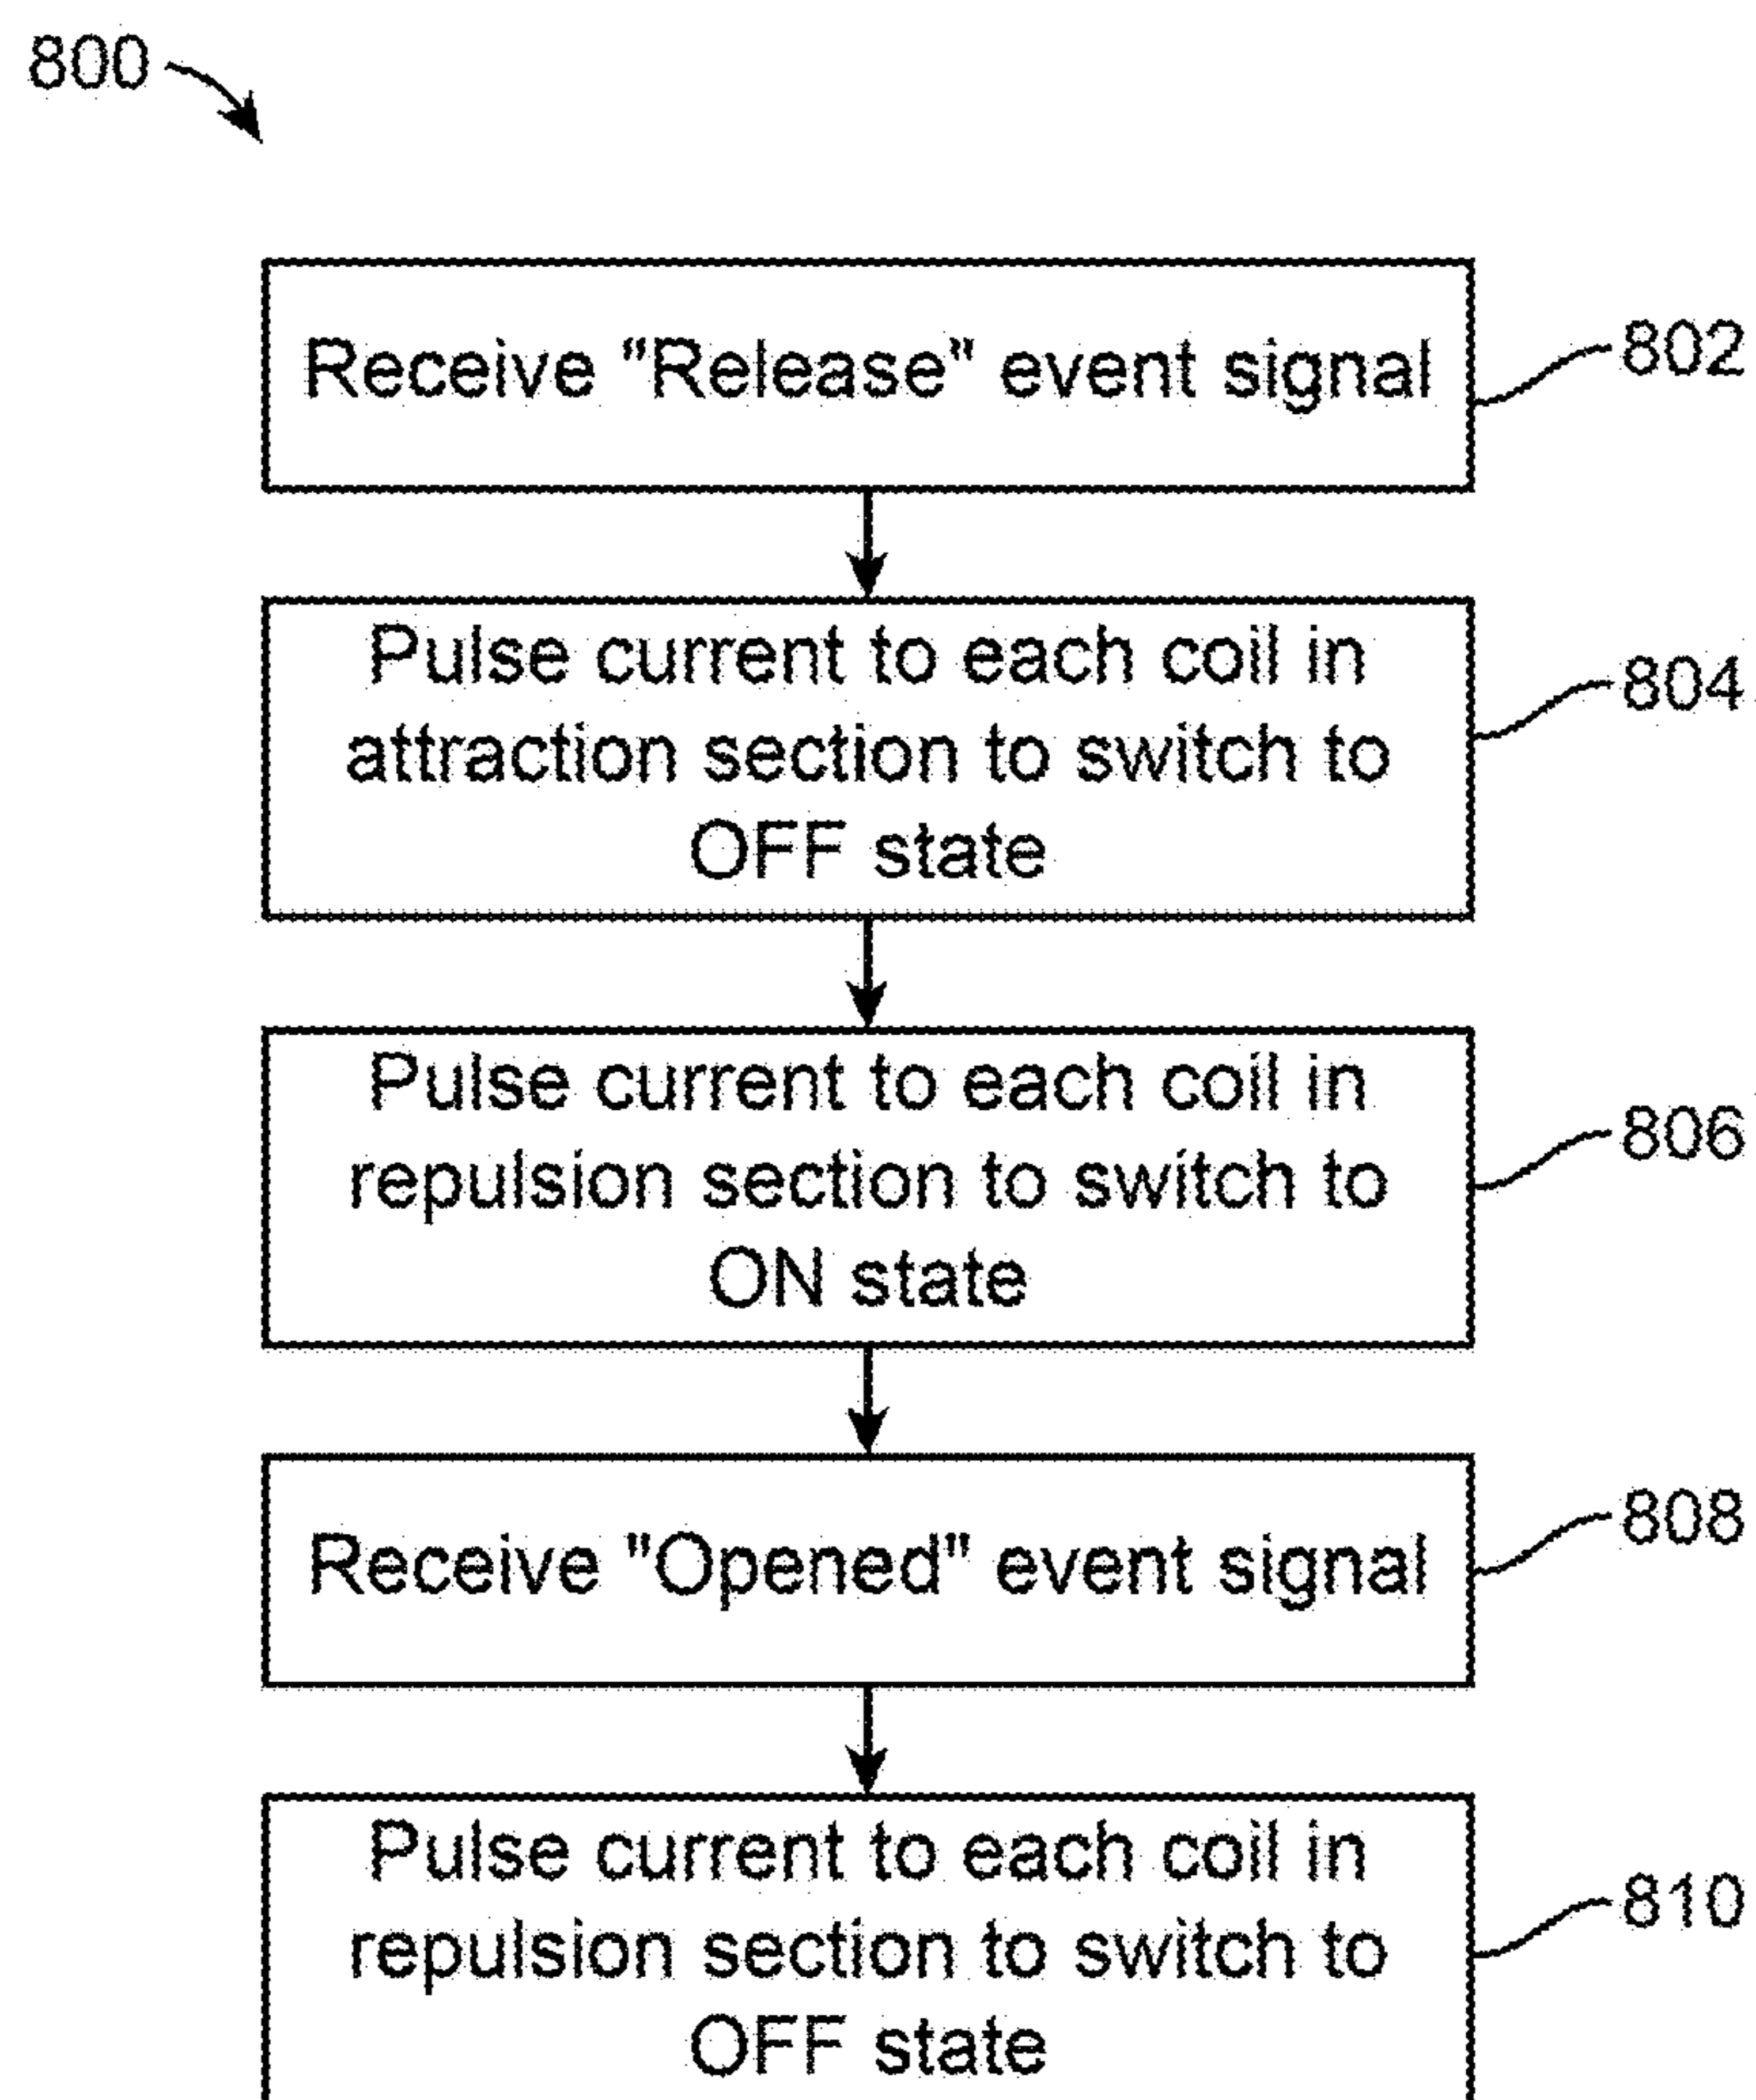 800
Receive "Release" event signal
802
Pulse current to each coil in
attraction section to switch to
OFF state
804
Pulse current to each coil in
repulsion section to switch to
ON state
806
Receive "Opened" event signal
808
Pulse current to each coil in
repulsion section to switch to
OFF state
810